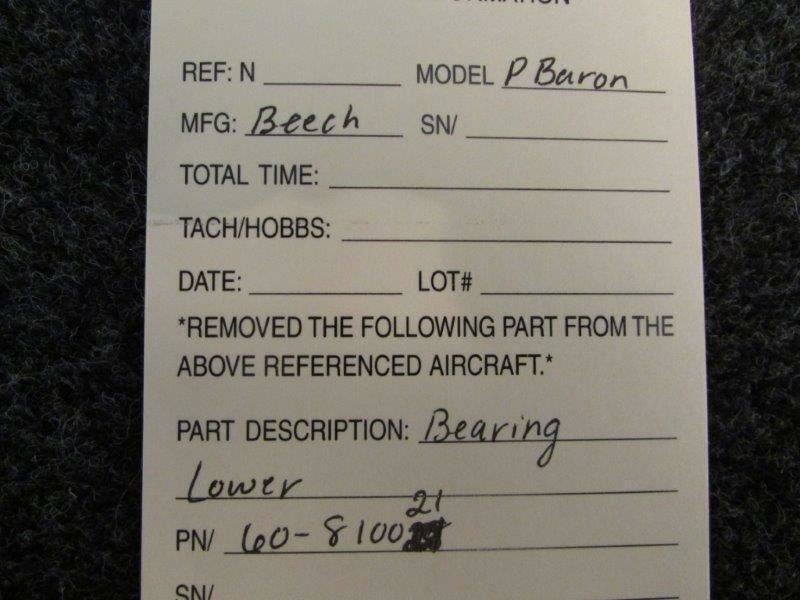 REF: N MODEL P Baron
MFG: Beech SN/
TOTAL TIME:
TACH/HOBBS:
DATE: LOT#
*REMOVED THE FOLLOWING PART FROM THE
ABOVE REFERENCED AIRCRAFT.*
PART DESCRIPTION: Bearing
Lower
21
PN/ 60-8100
SN/